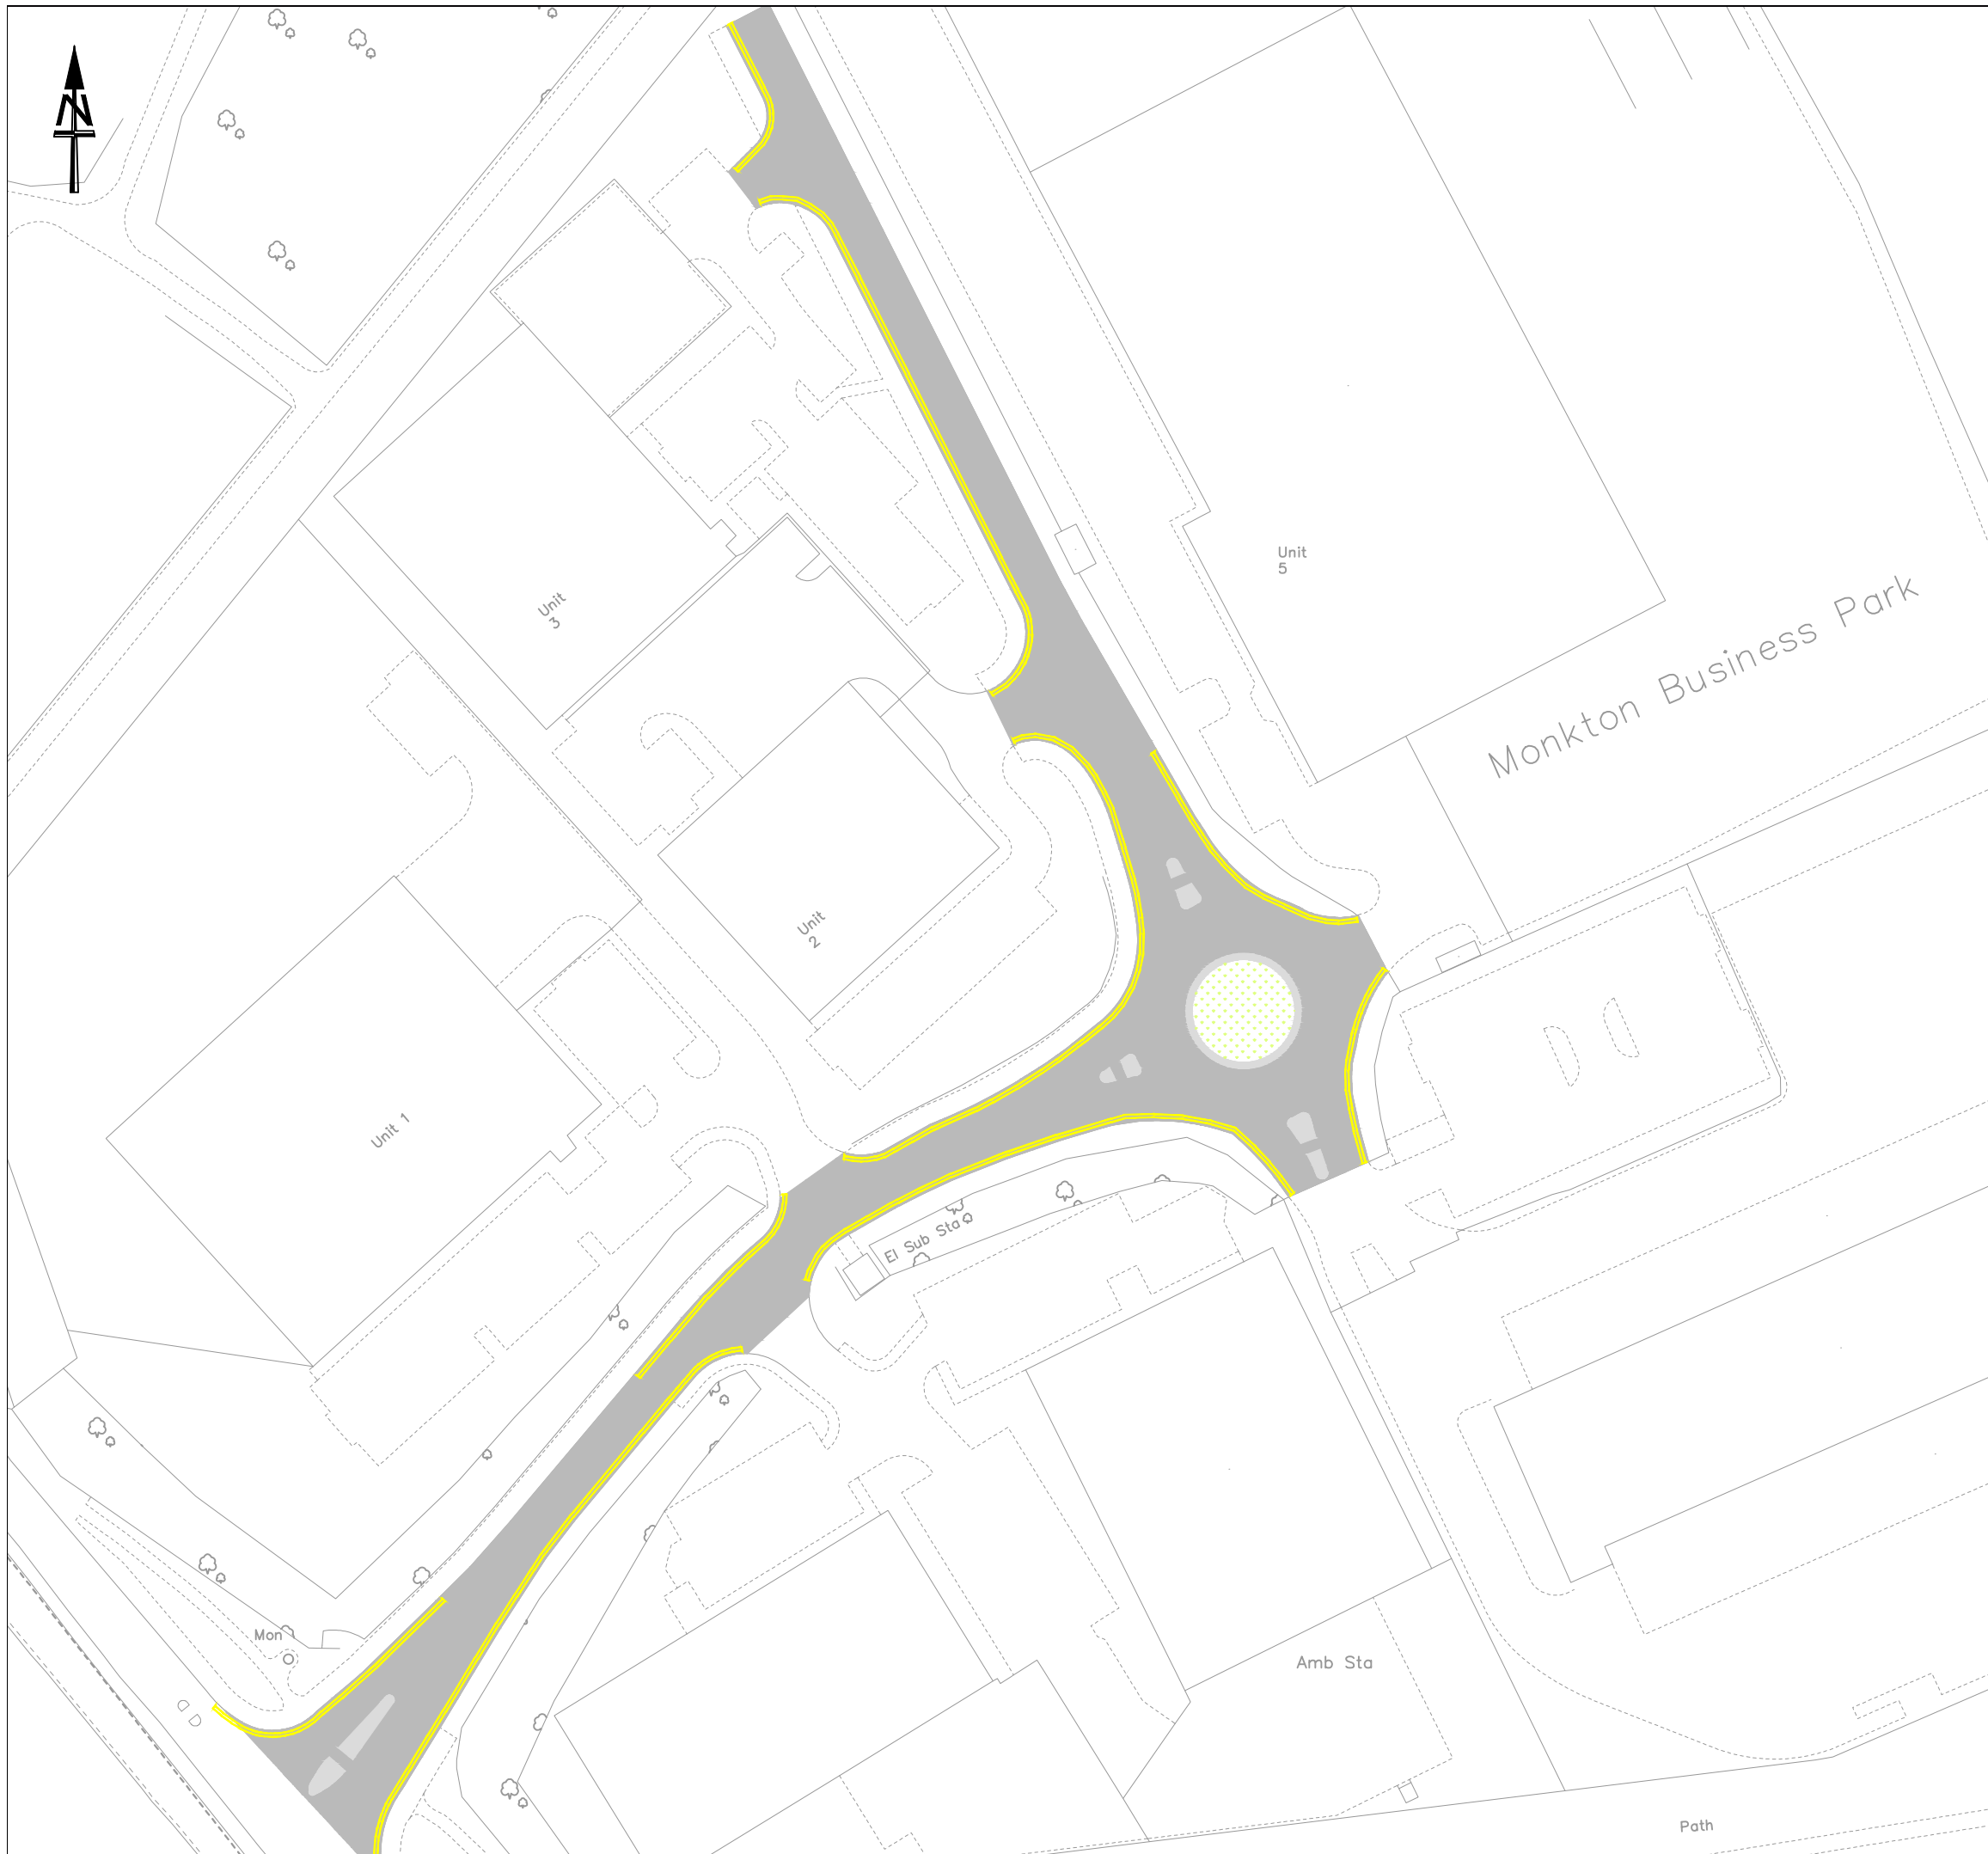 N
Unit
5
Monkton Business Park
Unit
3
Unit
2
Unit 1
El Sub Sta
Mon
Amb Sta
Path